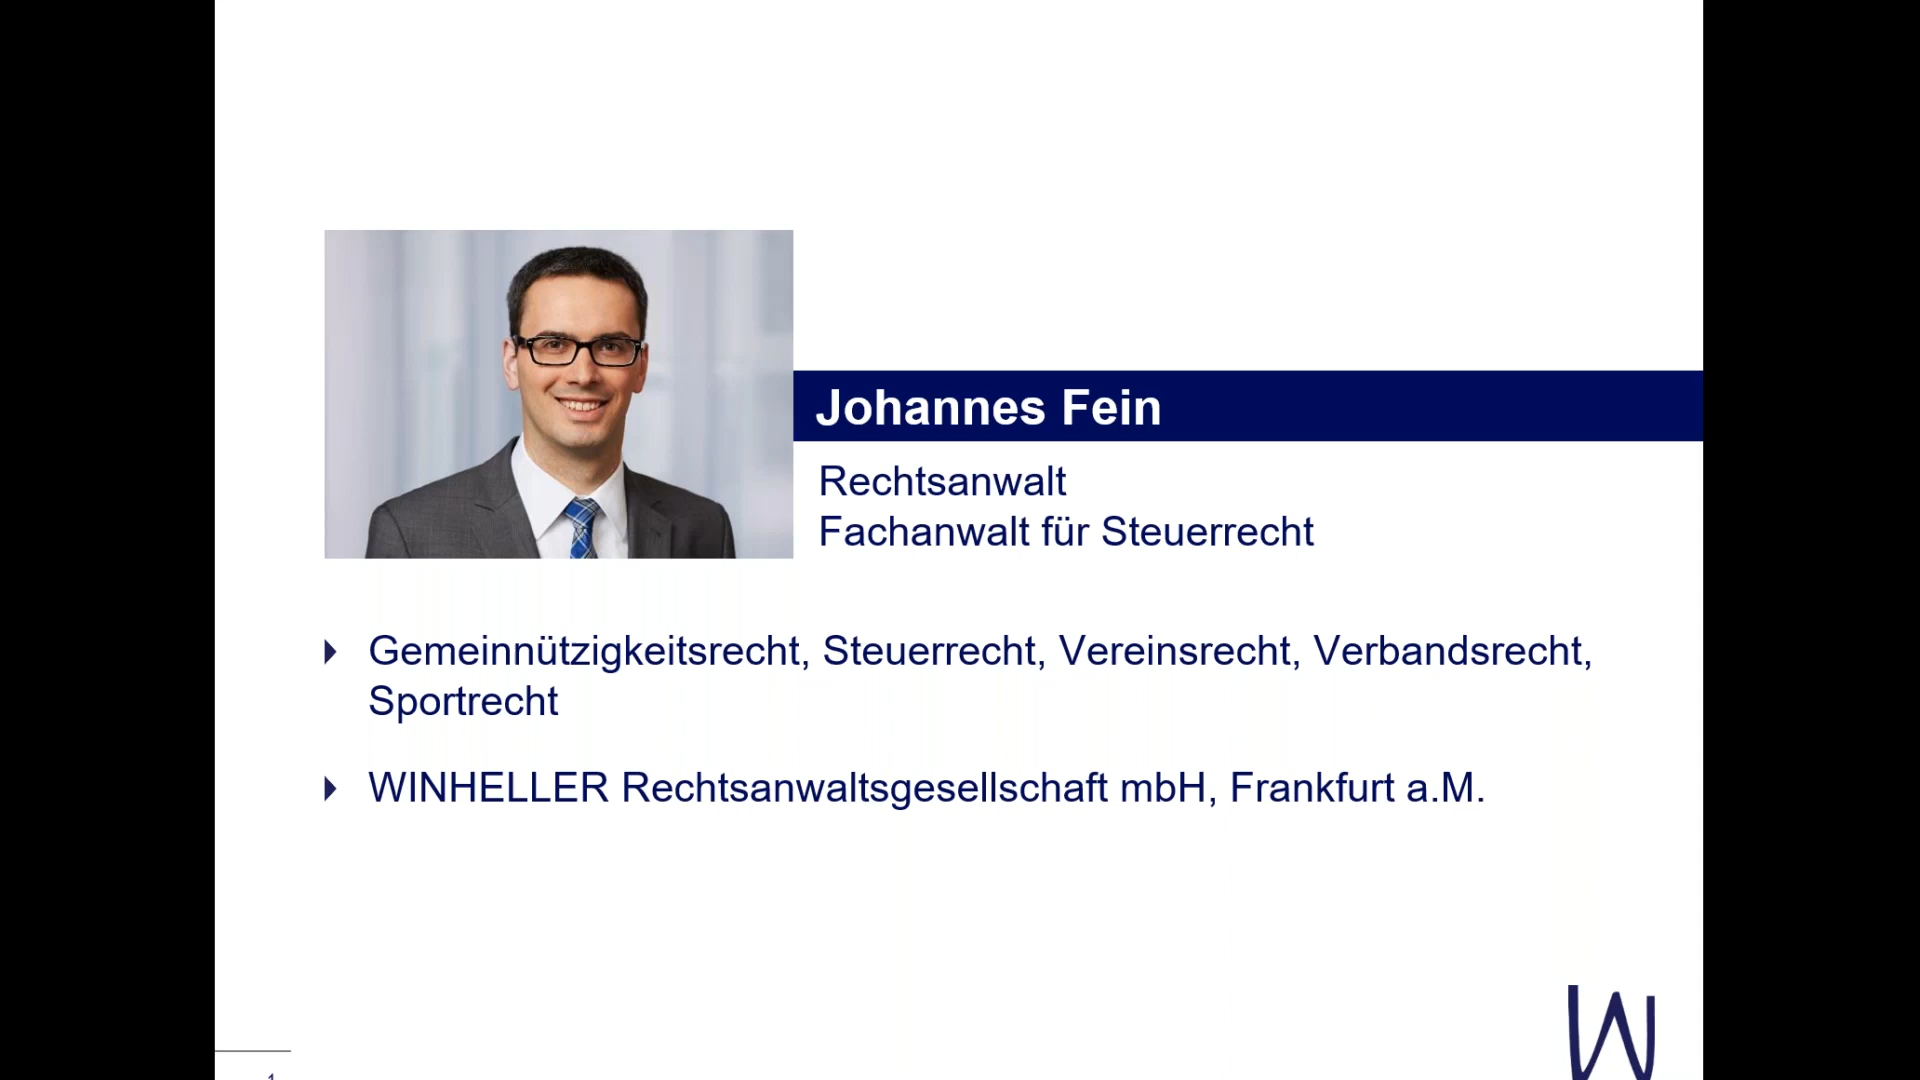 Johannes Fein
Rechtsanwalt
Fachanwalt für Steuerrecht
Gemeinnützigkeitsrecht, Steuerrecht, Vereinsrecht, Verbandsrecht,
Sportrecht
WINHELLER Rechtsanwaltsgesellschaft mbH, Frankfurt a.M.
W